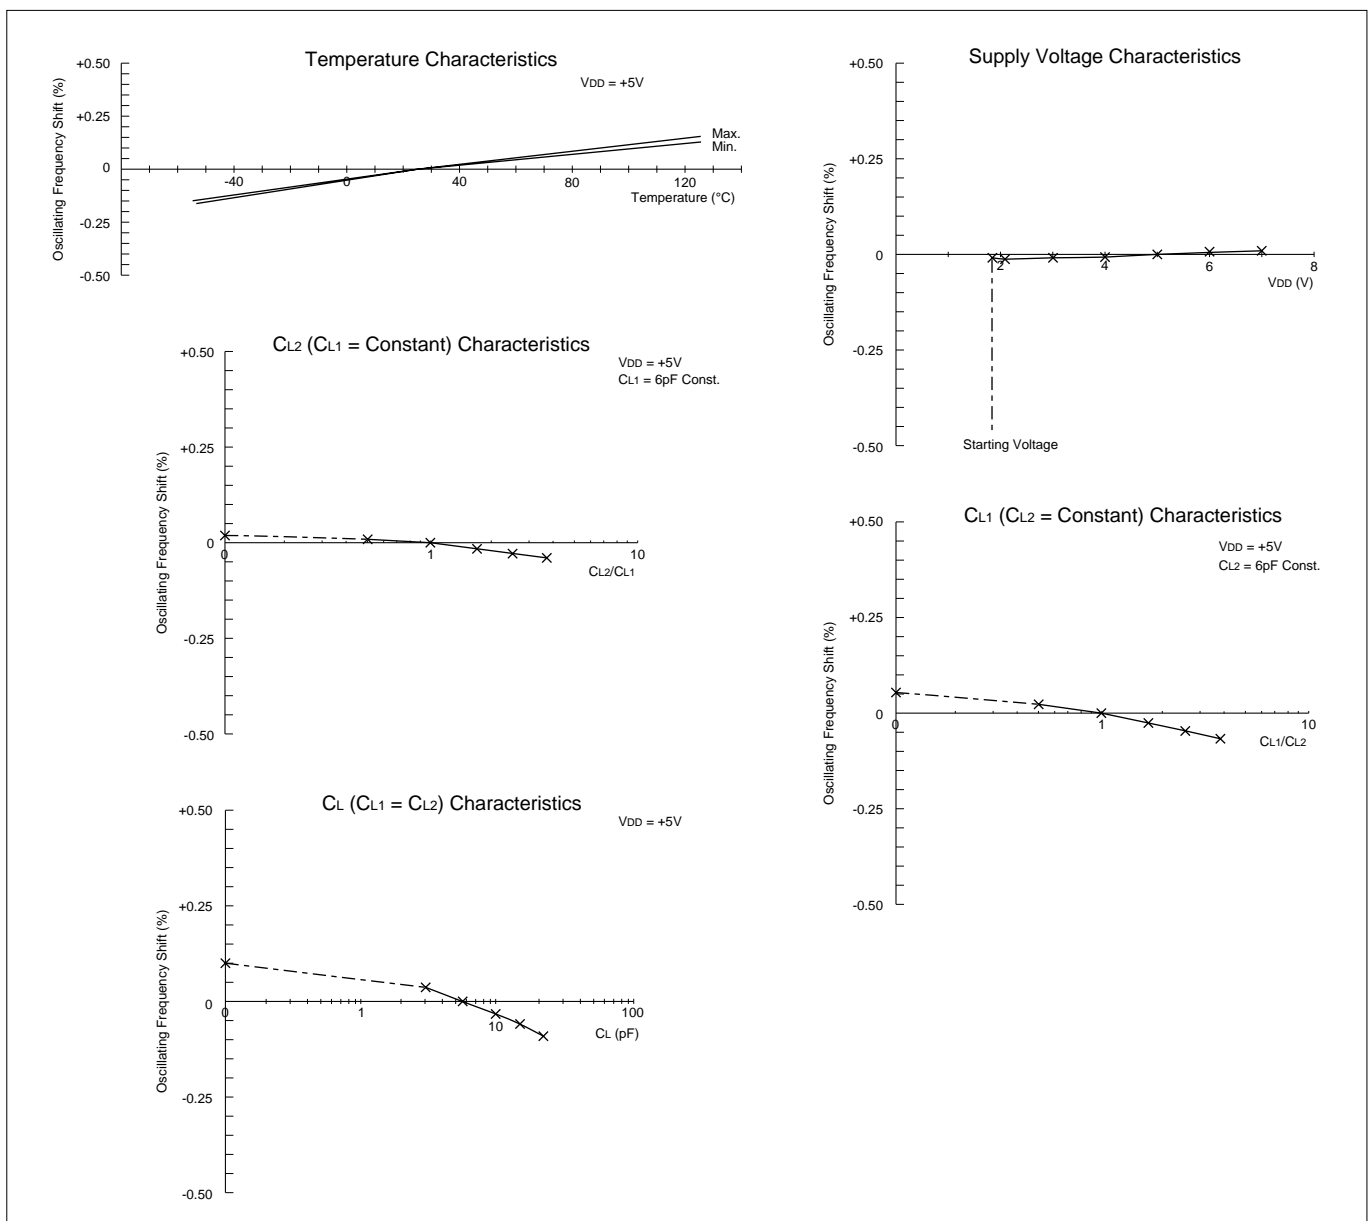 Temperature Characteristics
VDD = +5V
Oscillating Frequency Shift (%)
+0.50
+0.25
0
-0.25
-0.50
-40
0
40
80
120
Max.
Min.
Temperature (°C)
Supply Voltage Characteristics
Oscillating Frequency Shift (%)
+0.50
+0.25
0
-0.25
-0.50
2
4
6
8
VDD (V)
Starting Voltage
CL2 (CL1 = Constant) Characteristics
VDD = +5V
CL1 = 6pF Const.
Oscillating Frequency Shift (%)
+0.50
+0.25
0
-0.25
-0.50
0
1
10
CL2/CL1
CL1 (CL2 = Constant) Characteristics
VDD = +5V
CL2 = 6pF Const.
Oscillating Frequency Shift (%)
+0.50
+0.25
0
-0.25
-0.50
0
1
10
CL1/CL2
CL (CL1 = CL2) Characteristics
VDD = +5V
Oscillating Frequency Shift (%)
+0.50
+0.25
0
-0.25
-0.50
0
1
10
100
CL (pF)